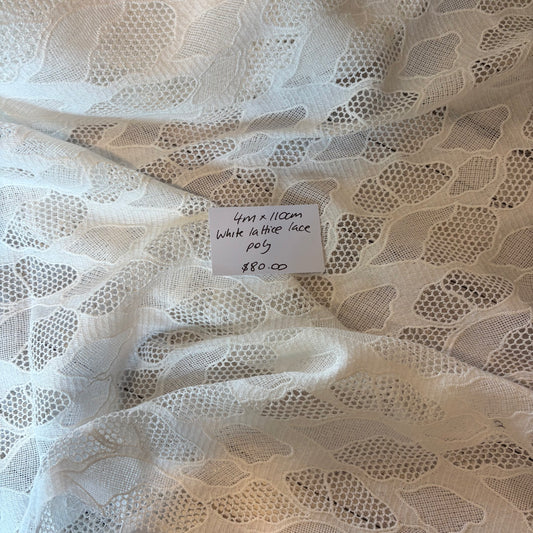 4m x 110cm
White lattice lace
poly
$80.00